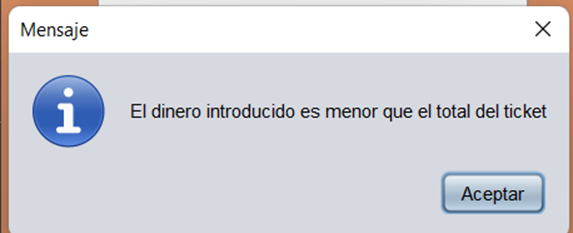 Mensaje
El dinero introducido es menor que el total del ticket
Aceptar